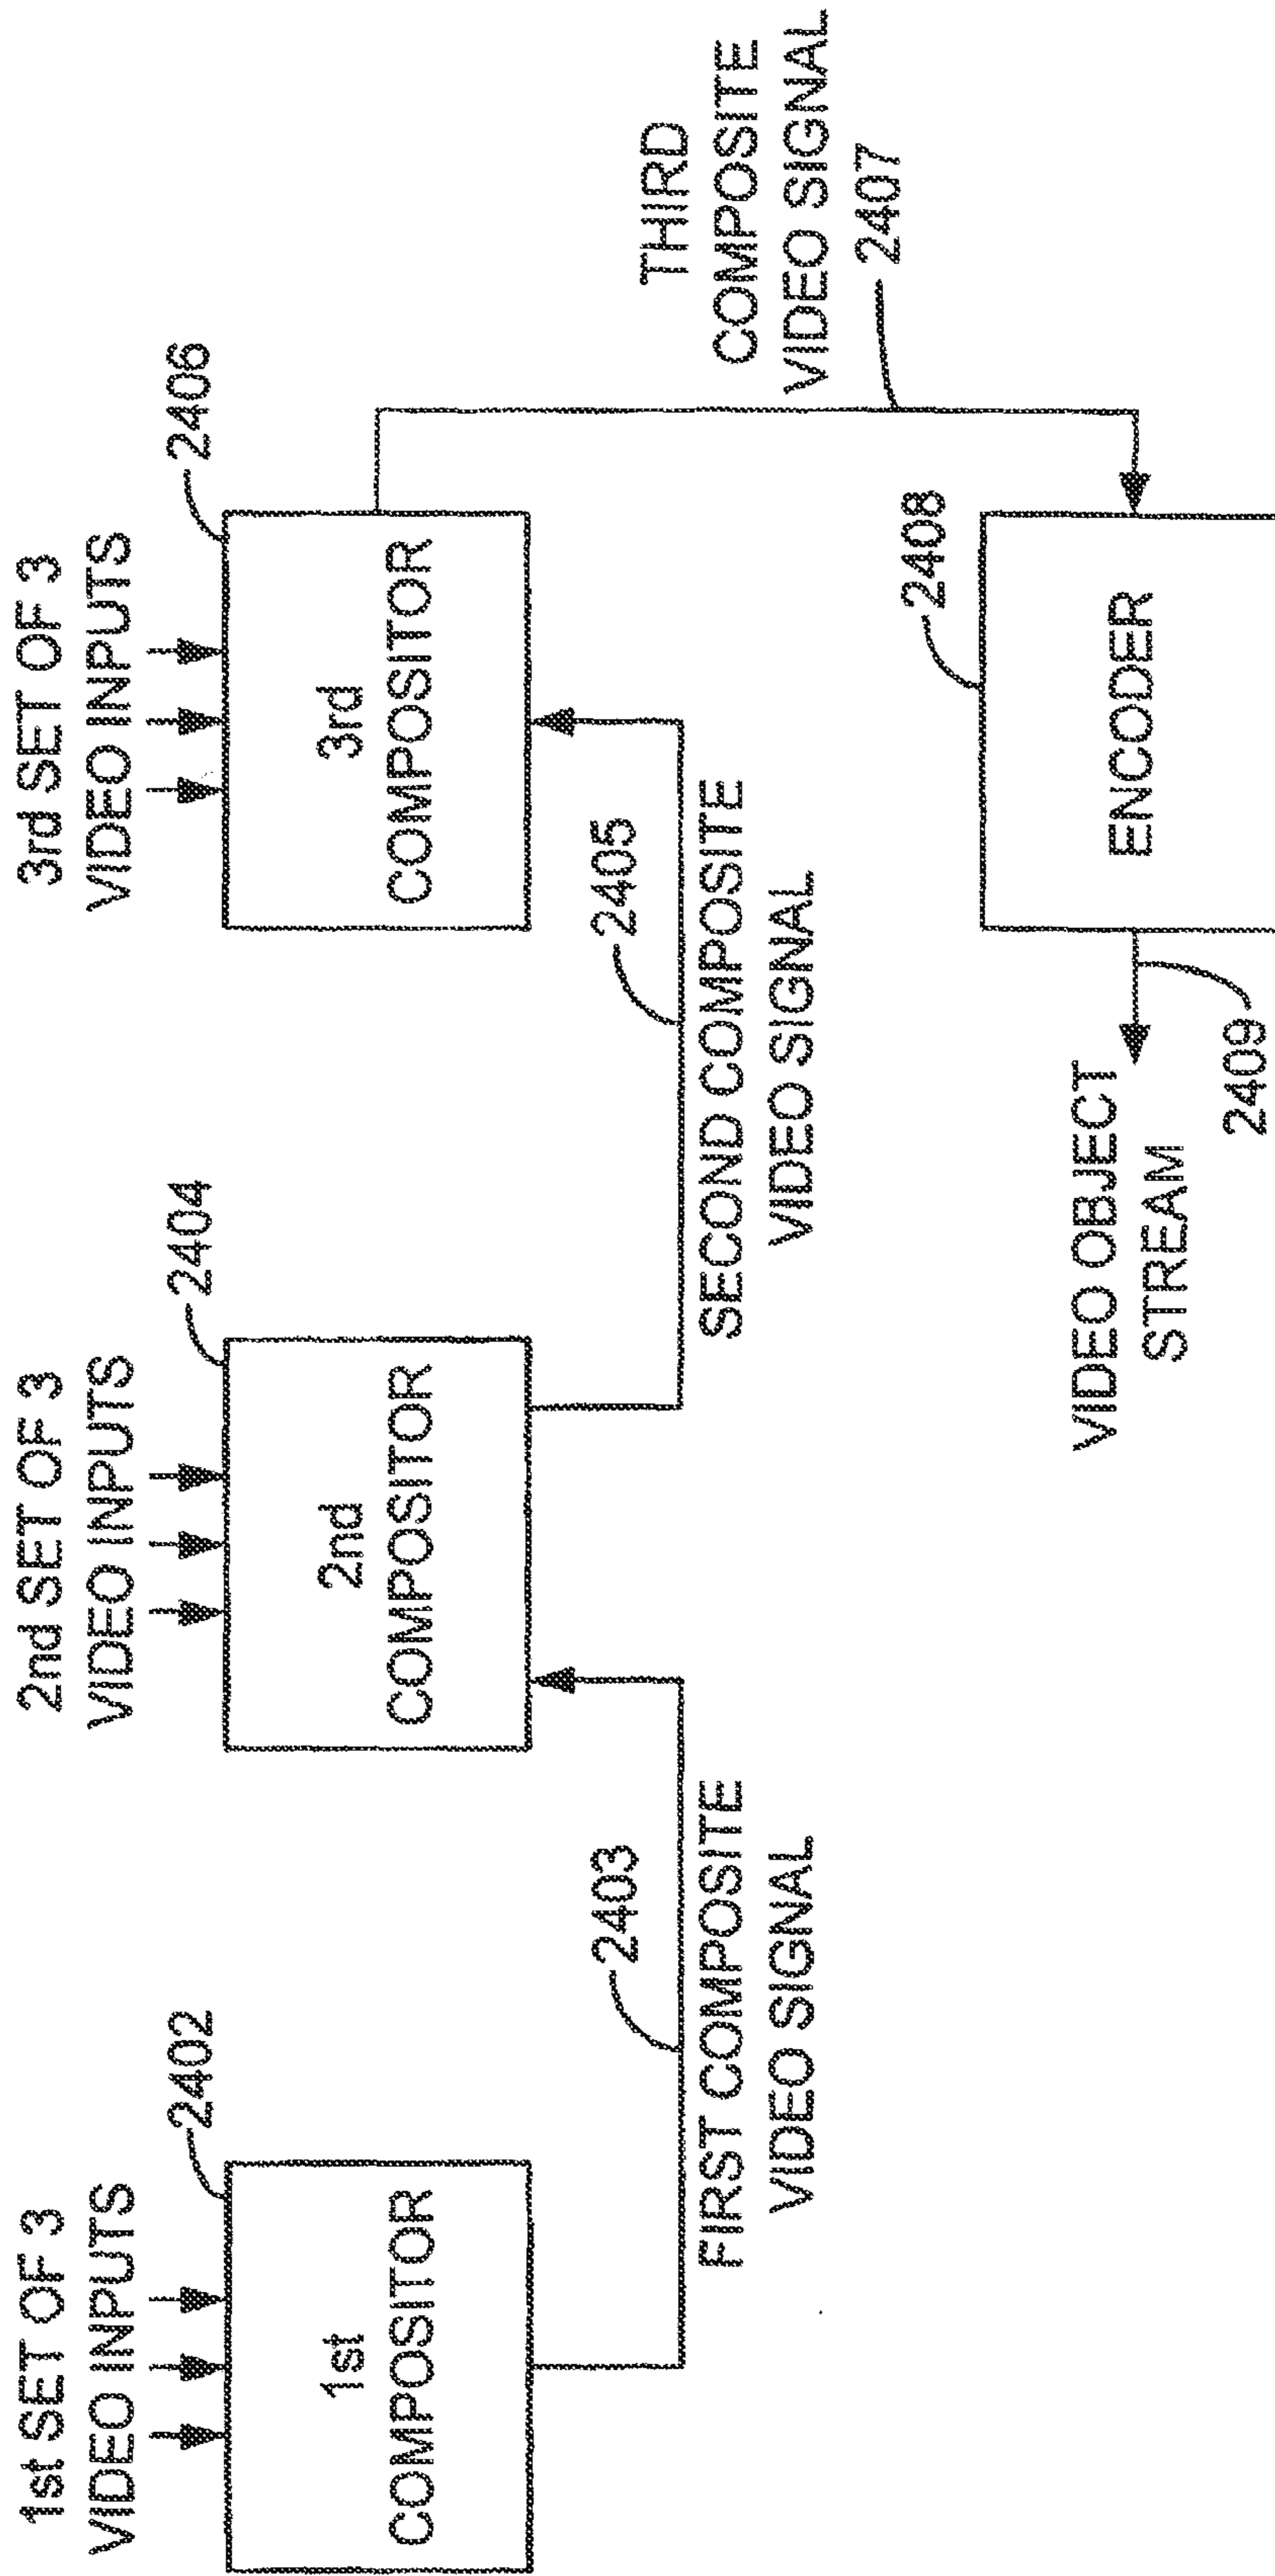 1st SET OF 3
VIDEO INPUTS
2402
1st
COMPOSITOR
2403
FIRST COMPOSITE
VIDEO SIGNAL
2nd SET OF 3
VIDEO INPUTS
2404
2nd
COMPOSITOR
2405
SECOND COMPOSITE
VIDEO SIGNAL
3rd SET OF 3
VIDEO INPUTS
2406
3rd
COMPOSITOR
THIRD
COMPOSITE
VIDEO SIGNAL
2407
2408
ENCODER
VIDEO OBJECT
STREAM
2409